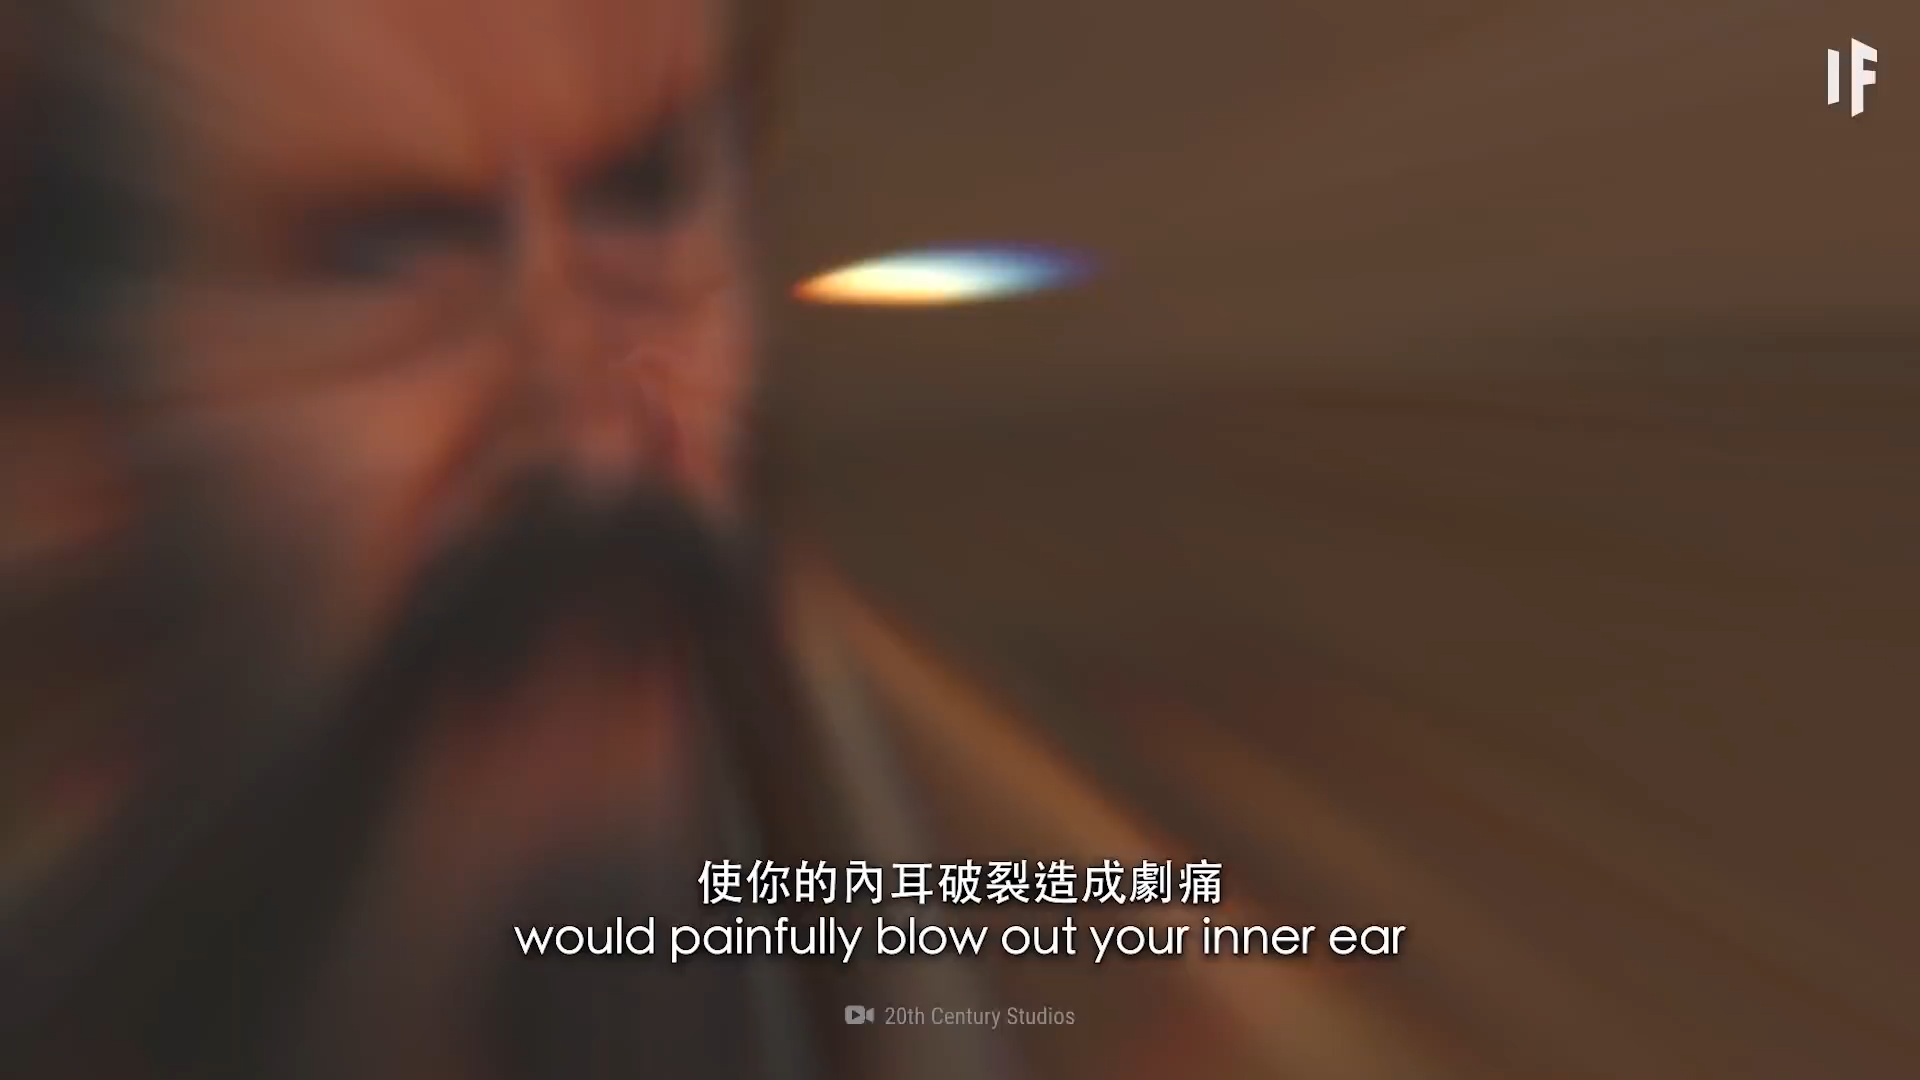 IF
使你的內耳破裂造成劇痛
would painfully blow out your inner ear
20th Century Studios